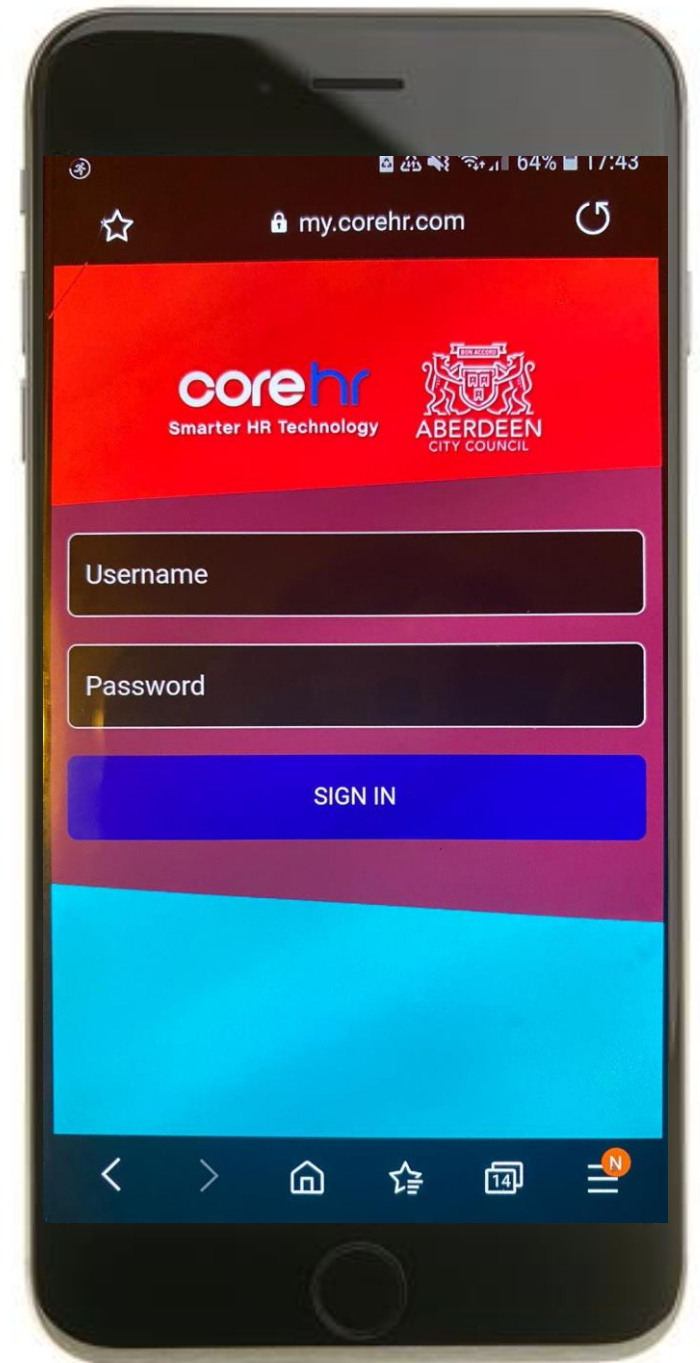 64% 17:43
my.corehr.com
corehr
Smarter HR Technology
BON ACCORD
ABERDEEN
CITY COUNCIL
Username
Password
SIGN IN
14
N